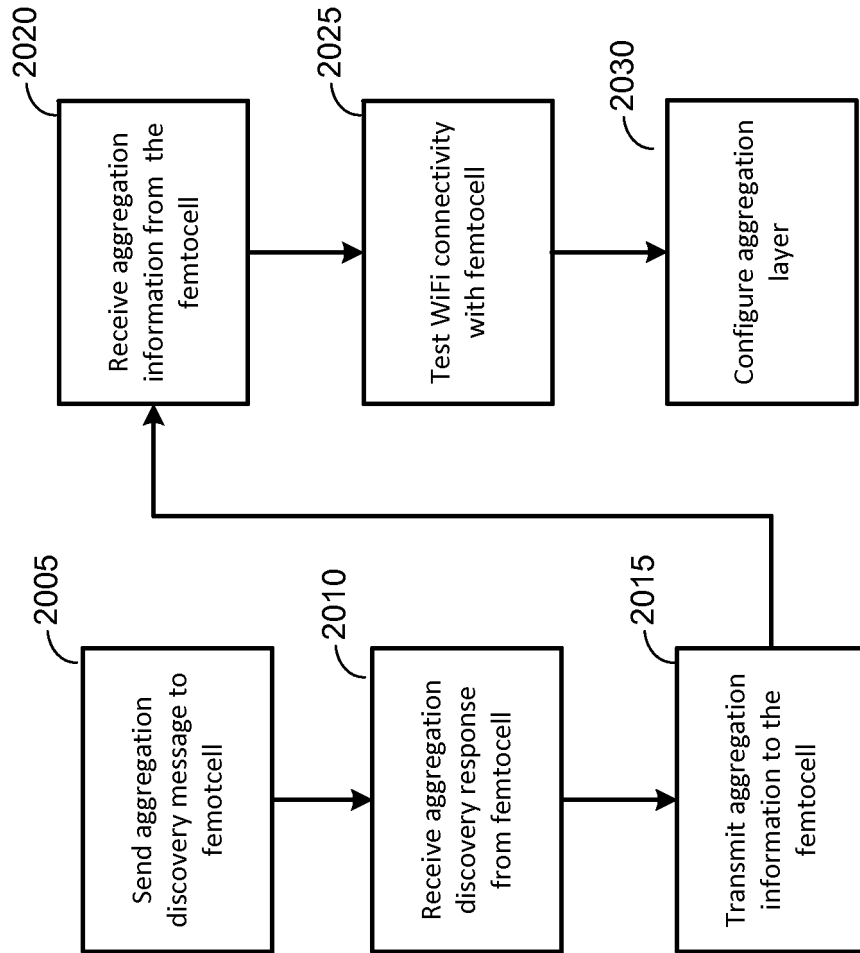 2005
Send aggregation
discovery message to
femotcell
2010
Receive aggregation
discovery response
from femtocell
2015
Transmit aggregation
information to the
femtocell
2020
Receive aggregation
information from the
femtocell
2025
Test WiFi connectivity
with femtocell
2030
Configure aggregation
layer